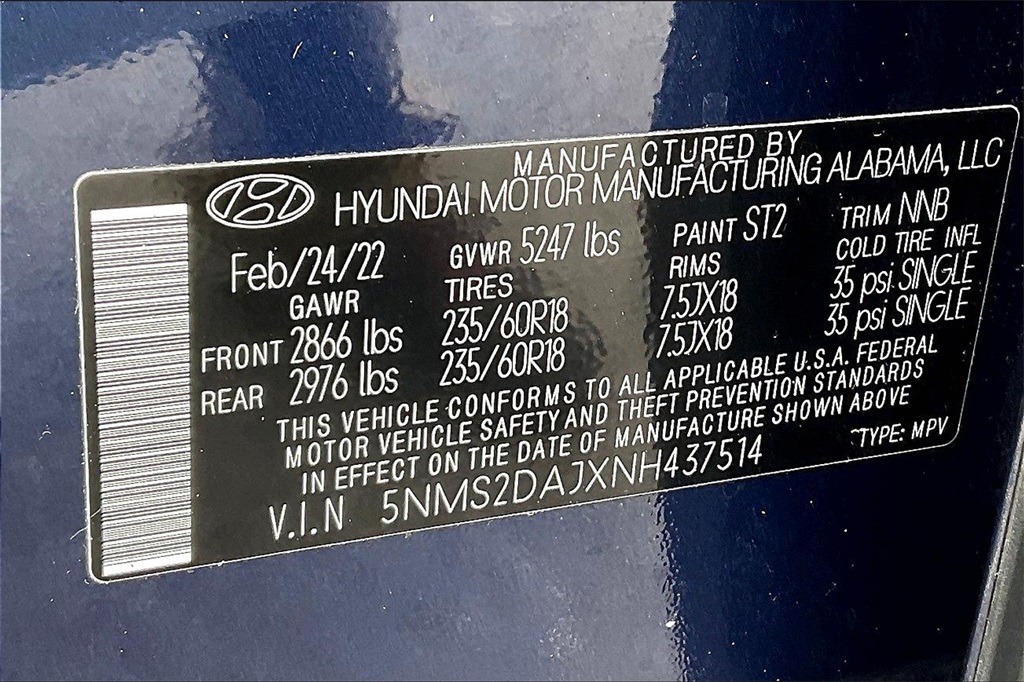 MANUFACTURED BY
HYUNDAI MOTOR MANUFACTURING ALABAMA, LLC
Feb/24/22 GVWR 5247 lbs PAINT ST2 TRIM NNB
GAWR TIRES RIMS COLD TIRE INFL
FRONT 2866 lbs 235/60R18 7.5JX18 35 psi SINGLE
REAR 2976 lbs 235/60R18 7.5JX18 35 psi SINGLE
THIS VEHICLE CONFORMS TO ALL APPLICABLE U.S.A. FEDERAL
MOTOR VEHICLE SAFETY AND THEFT PREVENTION STANDARDS
IN EFFECT ON THE DATE OF MANUFACTURE SHOWN ABOVE
V.I.N 5NMS2DAJXNH437514 TYPE: MPV